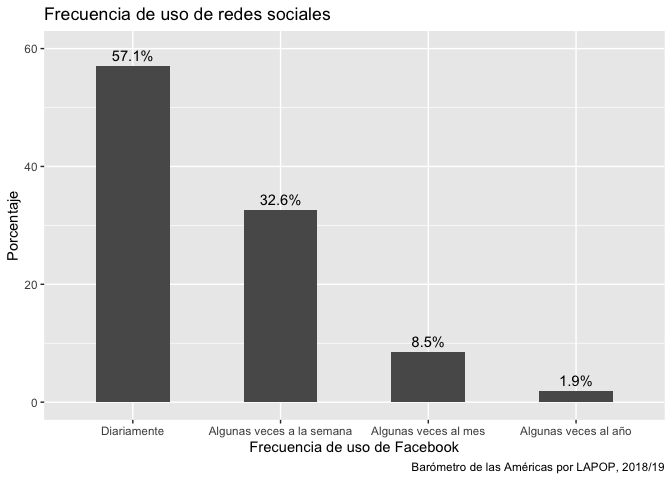 Frecuencia de uso de redes sociales
Porcentaje
60
40
20
0
57.1%
32.6%
8.5%
1.9%
Diariamente
Algunas veces a la semana
Algunas veces al mes
Algunas veces al año
Frecuencia de uso de Facebook
Barómetro de las Américas por LAPOP, 2018/19